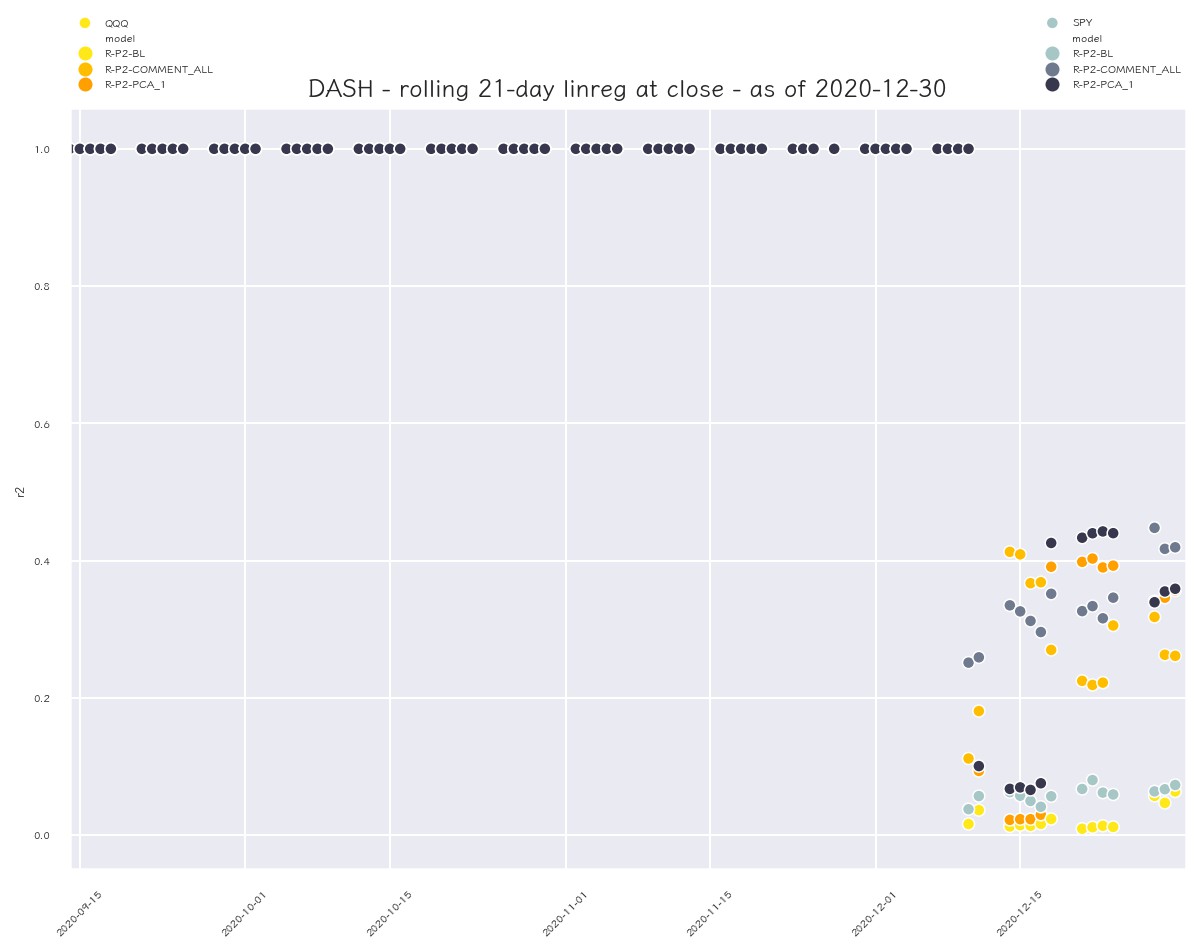 QQQ
model
R-P2-BL
R-P2-COMMENT_ALL
R-P2-PCA_1
SPY
model
R-P2-BL
R-P2-COMMENT_ALL
R-P2-PCA_1
DASH - rolling 21-day linreg at close - as of 2020-12-30
1.0
0.8
0.6
0.4
0.2
0.0
r2
2020-09-15
2020-10-01
2020-10-15
2020-11-01
2020-11-15
2020-12-01
2020-12-15